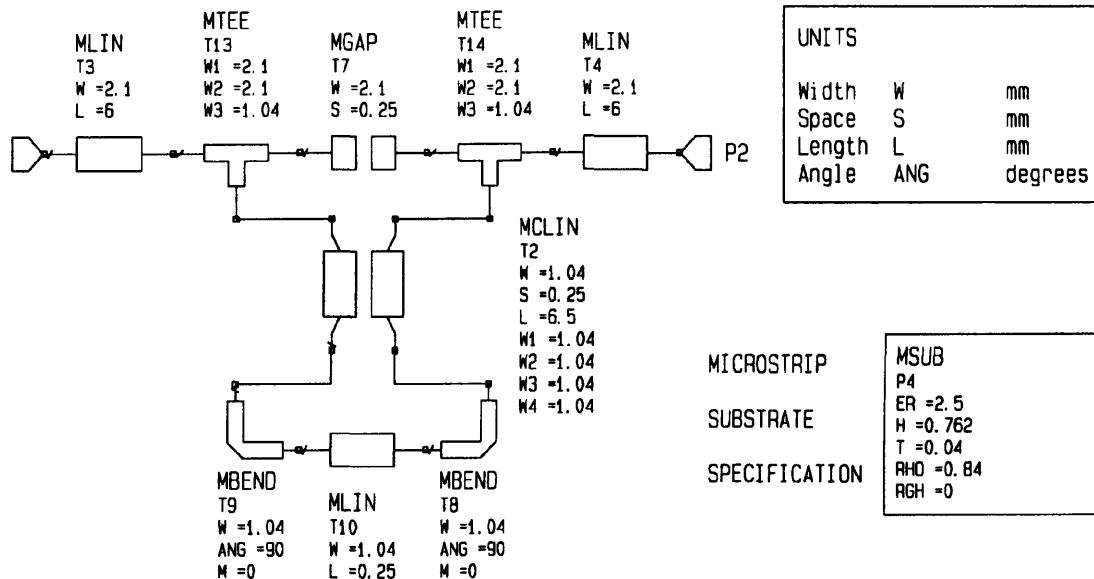 MLIN
T3
W =2.1
L =6
MTEE
T13
W1 =2.1
W2 =2.1
W3 =1.04
MGAP
T7
W =2.1
S =0.25
MTEE
T14
W1 =2.1
W2 =2.1
W3 =1.04
MLIN
T4
W =2.1
L =6
P2
UNITS
Width W mm
Space S mm
Length L mm
Angle ANG degrees
MCLIN
T2
W =1.04
S =0.25
L =6.5
W1 =1.04
W2 =1.04
W3 =1.04
W4 =1.04
MBEND
T9
W =1.04
ANG =90
M =0
MLIN
T10
W =1.04
L =0.25
MBEND
T8
W =1.04
ANG =90
M =0
MICROSTRIP
SUBSTRATE
SPECIFICATION
MSUB
P4
ER =2.5
H =0.762
T =0.04
RHO =0.84
RGH =0